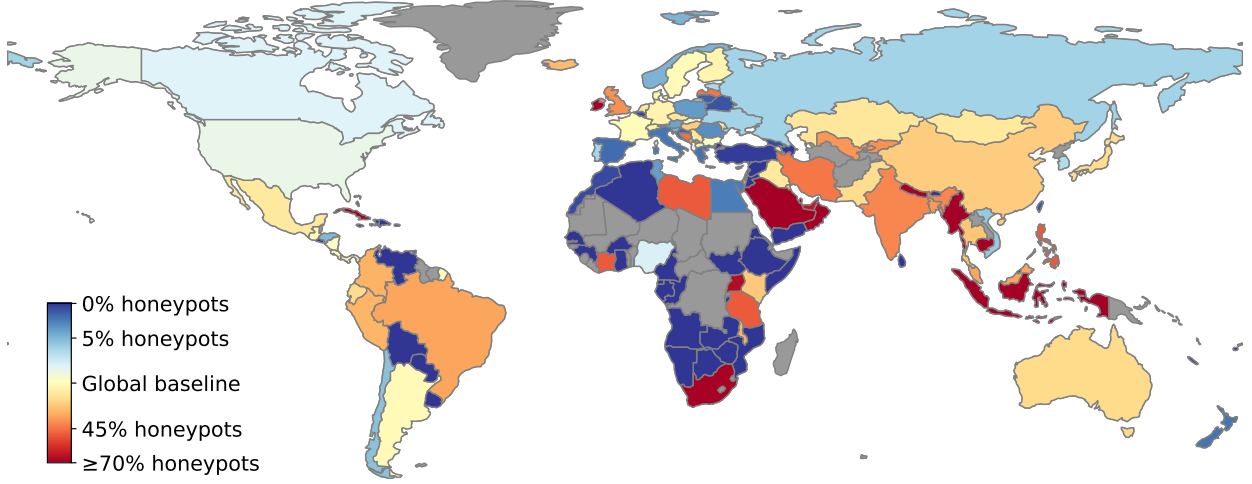 0% honeypots
5% honeypots
Global baseline
45% honeypots
≥70% honeypots